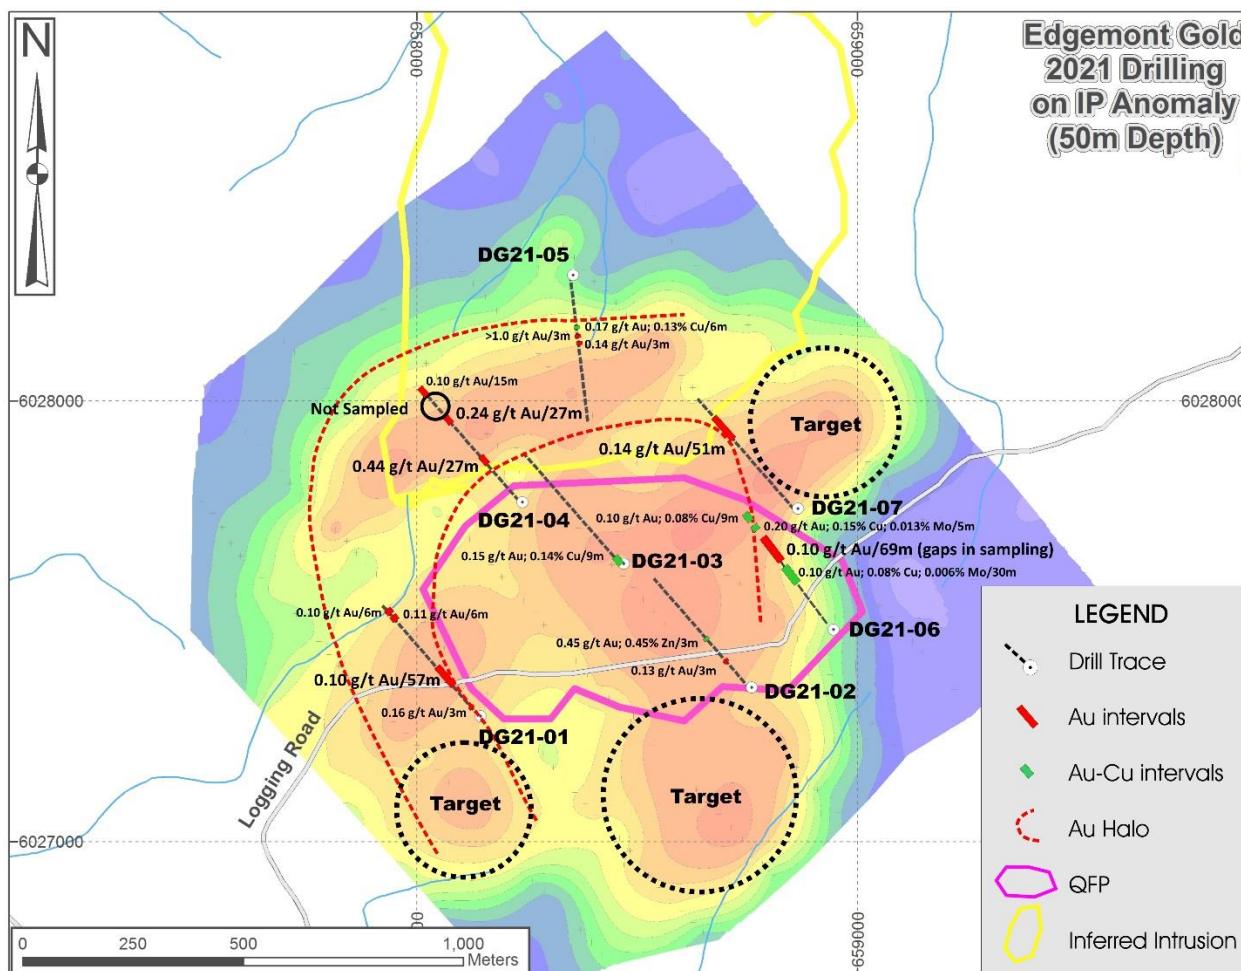 N
Edgemont Gold
2021 Drilling
on IP Anomaly
(50m Depth)
658000
659000
DG21-05
0.17 g/t Au; 0.13% Cu/6m
>1.0 g/t Au/3m
0.14 g/t Au/3m
0.10 g/t Au/15m
6028000
Not Sampled
0.24 g/t Au/27m
6028000
Target
0.14 g/t Au/51m
0.44 g/t Au/27m
DG21-04
DG21-07
0.10 g/t Au; 0.08% Cu/9m
0.20 g/t Au; 0.15% Cu; 0.013% Mo/5m
0.10 g/t Au/69m (gaps in sampling)
0.15 g/t Au; 0.14% Cu/9m
DG21-03
0.10 g/t Au; 0.08% Cu; 0.006% Mo/30m
0.10 g/t Au/6m
0.11 g/t Au/6m
DG21-06
0.45 g/t Au; 0.45% Zn/3m
0.13 g/t Au/3m
0.10 g/t Au/57m
DG21-02
0.16 g/t Au/3m
DG21-01
Logging Road
Target
Target
6027000
658000
659000
LEGEND
Drill Trace
Au intervals
Au-Cu intervals
Au Halo
QFP
Inferred Intrusion
0 250 500 1,000
Meters